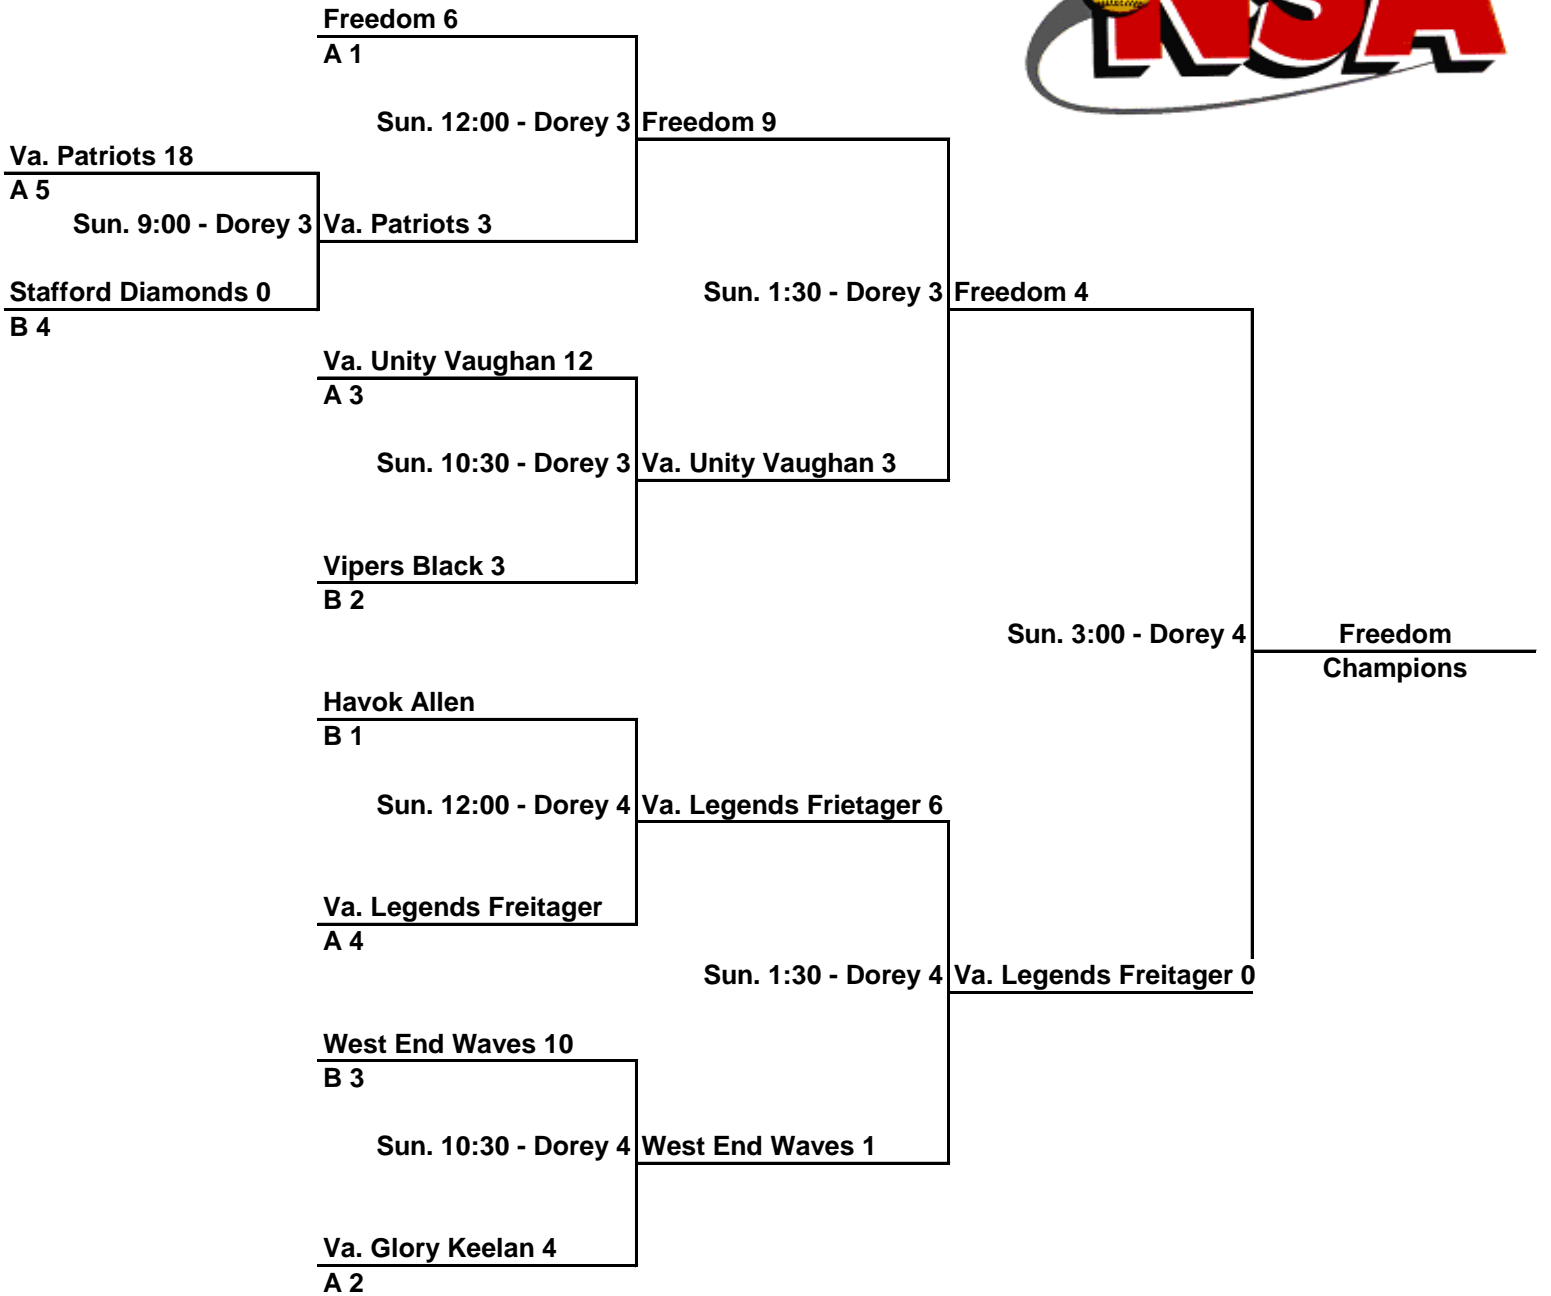 NSA
Freedom 6
A 1
Sun. 12:00 - Dorey 3
Freedom 9
Va. Patriots 18
A 5
Sun. 9:00 - Dorey 3
Va. Patriots 3
Stafford Diamonds 0
B 4
Sun. 1:30 - Dorey 3
Freedom 4
Va. Unity Vaughan 12
A 3
Sun. 10:30 - Dorey 3
Va. Unity Vaughan 3
Vipers Black 3
B 2
Sun. 3:00 - Dorey 4
Freedom
Champions
Havok Allen
B 1
Sun. 12:00 - Dorey 4
Va. Legends Frietager 6
Va. Legends Freitager
A 4
Sun. 1:30 - Dorey 4
Va. Legends Freitager 0
West End Waves 10
B 3
Sun. 10:30 - Dorey 4
West End Waves 1
Va. Glory Keelan 4
A 2